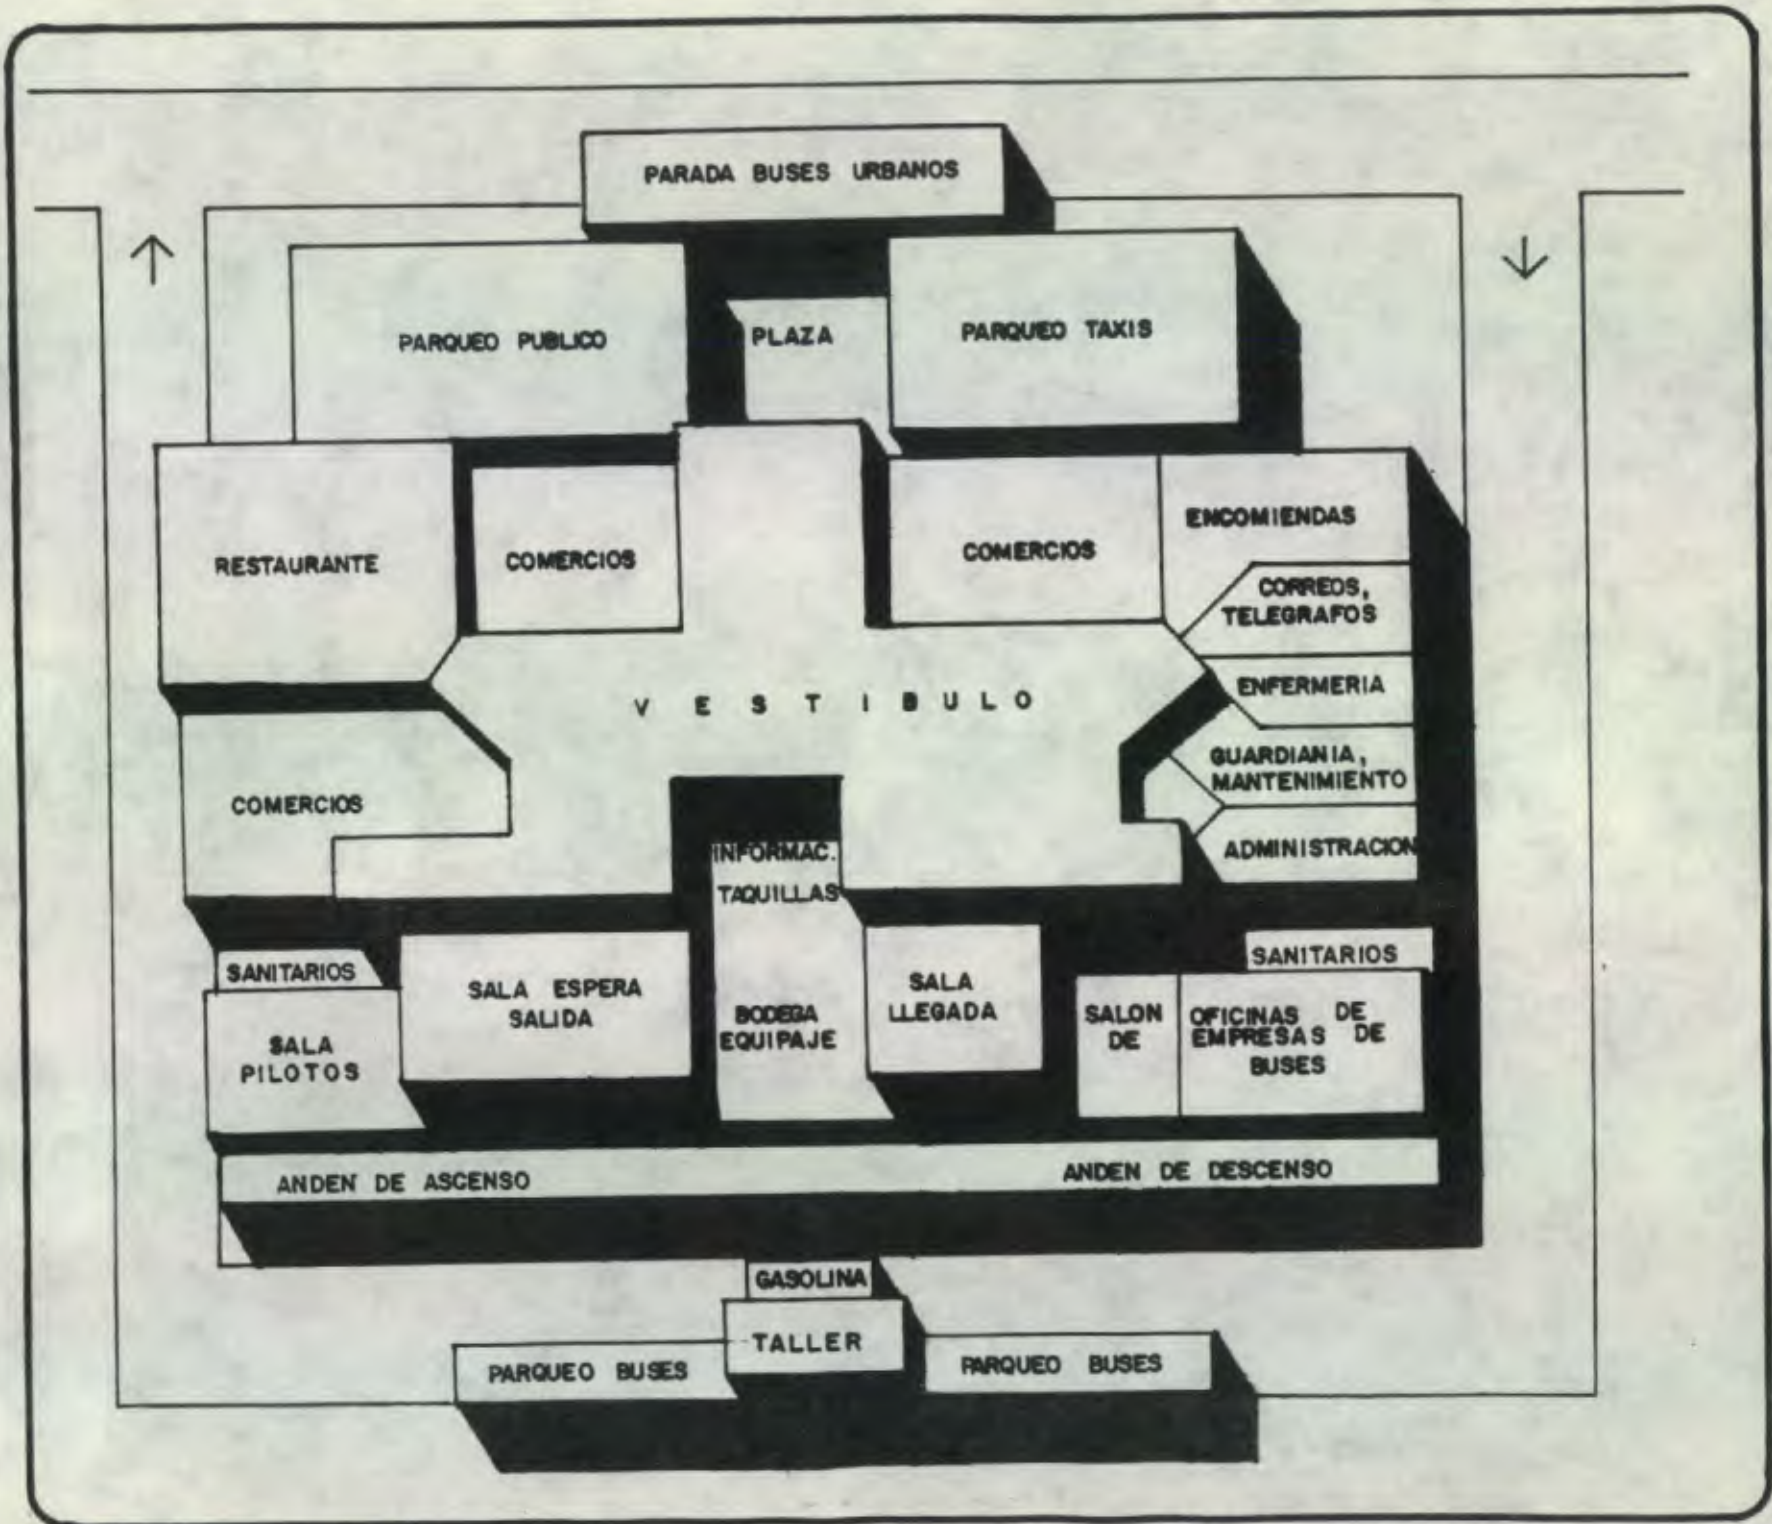 PARADA BUSES URBANOS
PARQUEO PUBLICO
PLAZA
PARQUEO TAXIS
RESTAURANTE
COMERCIOS
COMERCIOS
ENCOMIENDAS
CORREOS,
TELEGRAFOS
ENFERMERIA
VESTIBULO
GUARDIANIA,
MANTENIMIENTO
COMERCIOS
ADMINISTRACION
INFORMAC.
TAQUILLAS
SANITARIOS
SALA ESPERA
SALIDA
SALA
PILOTOS
BODEGA
EQUIPAJE
SALA
LLEGADA
SANITARIOS
SALON
DE
OFICINAS DE
EMPRESAS DE
BUSES
ANDEN DE ASCENSO
ANDEN DE DESCENSO
GASOLINA
TALLER
PARQUEO BUSES
PARQUEO BUSES